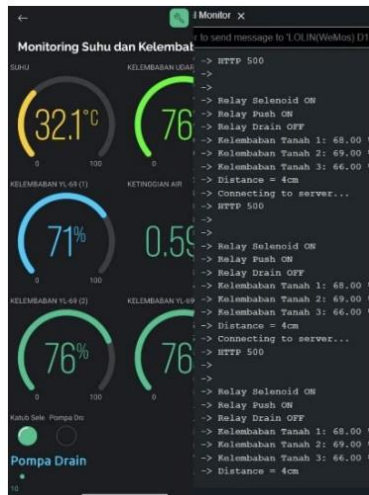 l Monitor ×
Monitoring Suhu dan Kelembab
SUHU
KELEMBABAN UDAR
32.1°C
0
100
76
0
KELEMBABAN YL-69 (1)
KETINGGIAN AIR
71%
0
100
0.59
KELEMBABAN YL-69 (2)
KELEMBABAN YL-69
76%
0
100
76
0
Katub Sele
Pompa Dro
Pompa Drain
10
r to send message to 'LOLIN(WeMos) D1
-> HTTP 500
->
->
-> Relay Selenoid ON
-> Relay Push ON
-> Relay Drain OFF
-> Kelembaban Tanah 1: 68.00
-> Kelembaban Tanah 2: 69.00
-> Kelembaban Tanah 3: 66.00
-> Distance = 4cm
-> Connecting to server...
-> HTTP 500
->
->
-> Relay Selenoid ON
-> Relay Push ON
-> Relay Drain OFF
-> Kelembaban Tanah 1: 68.00
-> Kelembaban Tanah 2: 69.00
-> Kelembaban Tanah 3: 66.00
-> Distance = 4cm
-> Connecting to server...
-> HTTP 500
->
->
-> Relay Selenoid ON
-> Relay Push ON
-> Relay Drain OFF
-> Kelembaban Tanah 1: 68.00
-> Kelembaban Tanah 2: 69.00
-> Kelembaban Tanah 3: 66.00
-> Distance = 4cm